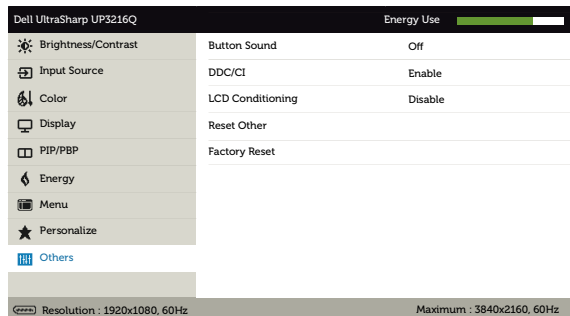 Dell UltraSharp UP3216Q Energy Use
Brightness/Contrast Button Sound Off
Input Source DDC/CI Enable
Color LCD Conditioning Disable
Display Reset Other
PIP/PBP Factory Reset
Energy
Menu
Personalize
Others
Resolution : 1920x1080, 60Hz Maximum : 3840x2160, 60Hz